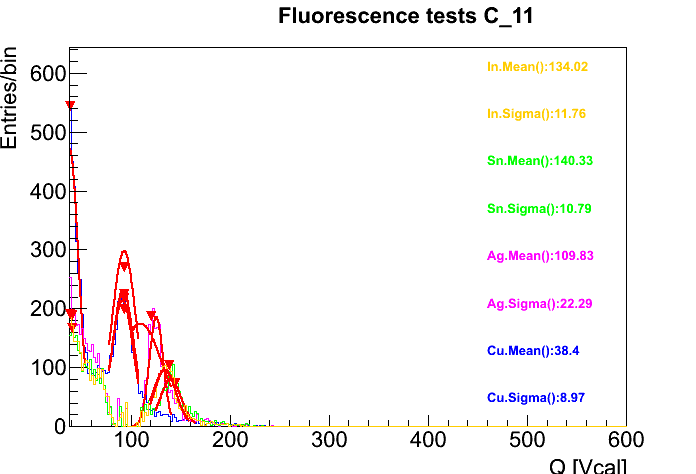 Fluorescence tests C_11
Entries/bin
600
500
400
300
200
100
0
In.Mean():134.02
In.Sigma():11.76
Sn.Mean():140.33
Sn.Sigma():10.79
Ag.Mean():109.83
Ag.Sigma():22.29
Cu.Mean():38.4
Cu.Sigma():8.97
100 200 300 400 500 600
Q [Vcal]